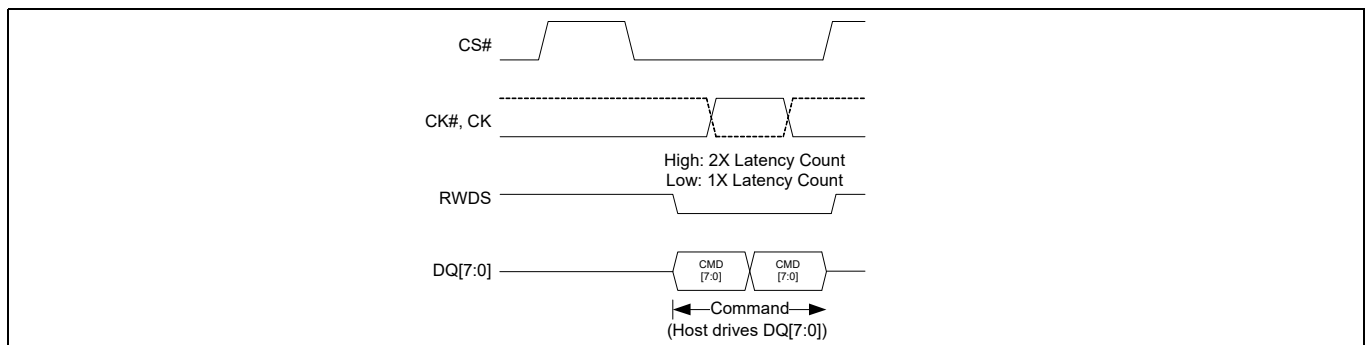 CS#
CK#, CK
High: 2X Latency Count
Low: 1X Latency Count
RWDS
DQ[7:0]
CMD
[7:0]
CMD
[7:0]
Command
(Host drives DQ[7:0])